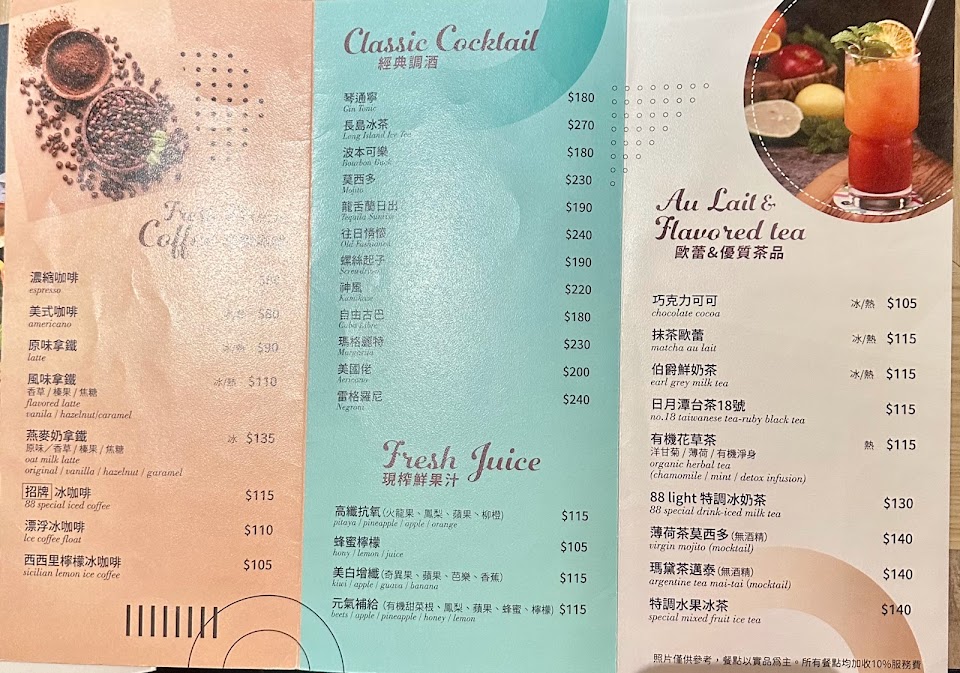 Coffee
濃縮咖啡
espresso
美式咖啡 冰/熱 $80
americano
原味拿鐵 冰/熱 $90
latte
風味拿鐵 冰/熱 $110
香草 / 榛果 / 焦糖
flavored latte
vanila / hazelnut/caramel
燕麥奶拿鐵 冰 $135
原味／香草 / 榛果 / 焦糖
oat milk latte
original / vanilla / hazelnut / garamel
招牌 冰咖啡 $115
88 special iced coffee
漂浮冰咖啡 $110
Ice coffee float
西西里檸檬冰咖啡 $105
sicilian lemon ice coffee
Classic Cocktail
經典調酒
琴通寧 $180
Gin Tonic
長島冰茶 $270
Long Island Ice Tea
波本可樂 $180
Bourbon Buck
莫西多 $230
Mojito
龍舌蘭日出 $190
Tequila Sunrise
往日情懷 $240
Old Fashioned
螺絲起子 $190
Screwdriver
神風 $220
Kamikaze
自由古巴 $180
Cuba Libre
瑪格麗特 $230
Margarita
美國佬 $200
Americano
雷格羅尼 $240
Negroni
Fresh Juice
現榨鮮果汁
高纖抗氧 (火龍果、鳳梨、蘋果、柳橙) $115
pitaya / pineapple / apple / orange
蜂蜜檸檬 $105
hony / lemon / juice
美白增纖 (奇異果、蘋果、芭樂、香蕉) $115
kiwi / apple / guava / banana
元氣補給 (有機甜菜根、鳳梨、蘋果、蜂蜜、檸檬) $115
beets / apple / pineapple / honey / lemon
Au Lait &
Flavored tea
歐蕾&優質茶品
巧克力可可 冰/熱 $105
chocolate cocoa
抹茶歐蕾 冰/熱 $115
matcha au lait
伯爵鮮奶茶 冰/熱 $115
earl grey milk tea
日月潭台茶18號 $115
no.18 taiwanese tea-ruby black tea
有機花草茶 熱 $115
洋甘菊 / 薄荷 / 有機淨身
organic herbal tea
(chamomile / mint / detox infusion)
88 light 特調冰奶茶 $130
88 special drink-iced milk tea
薄荷茶莫西多 (無酒精) $140
virgin mojito (mocktail)
瑪黛茶邁泰 (無酒精) $140
argentine tea mai-tai (mocktail)
特調水果冰茶 $140
special mixed fruit ice tea
照片僅供參考，餐點以實品為主。所有餐點均加收10%服務費